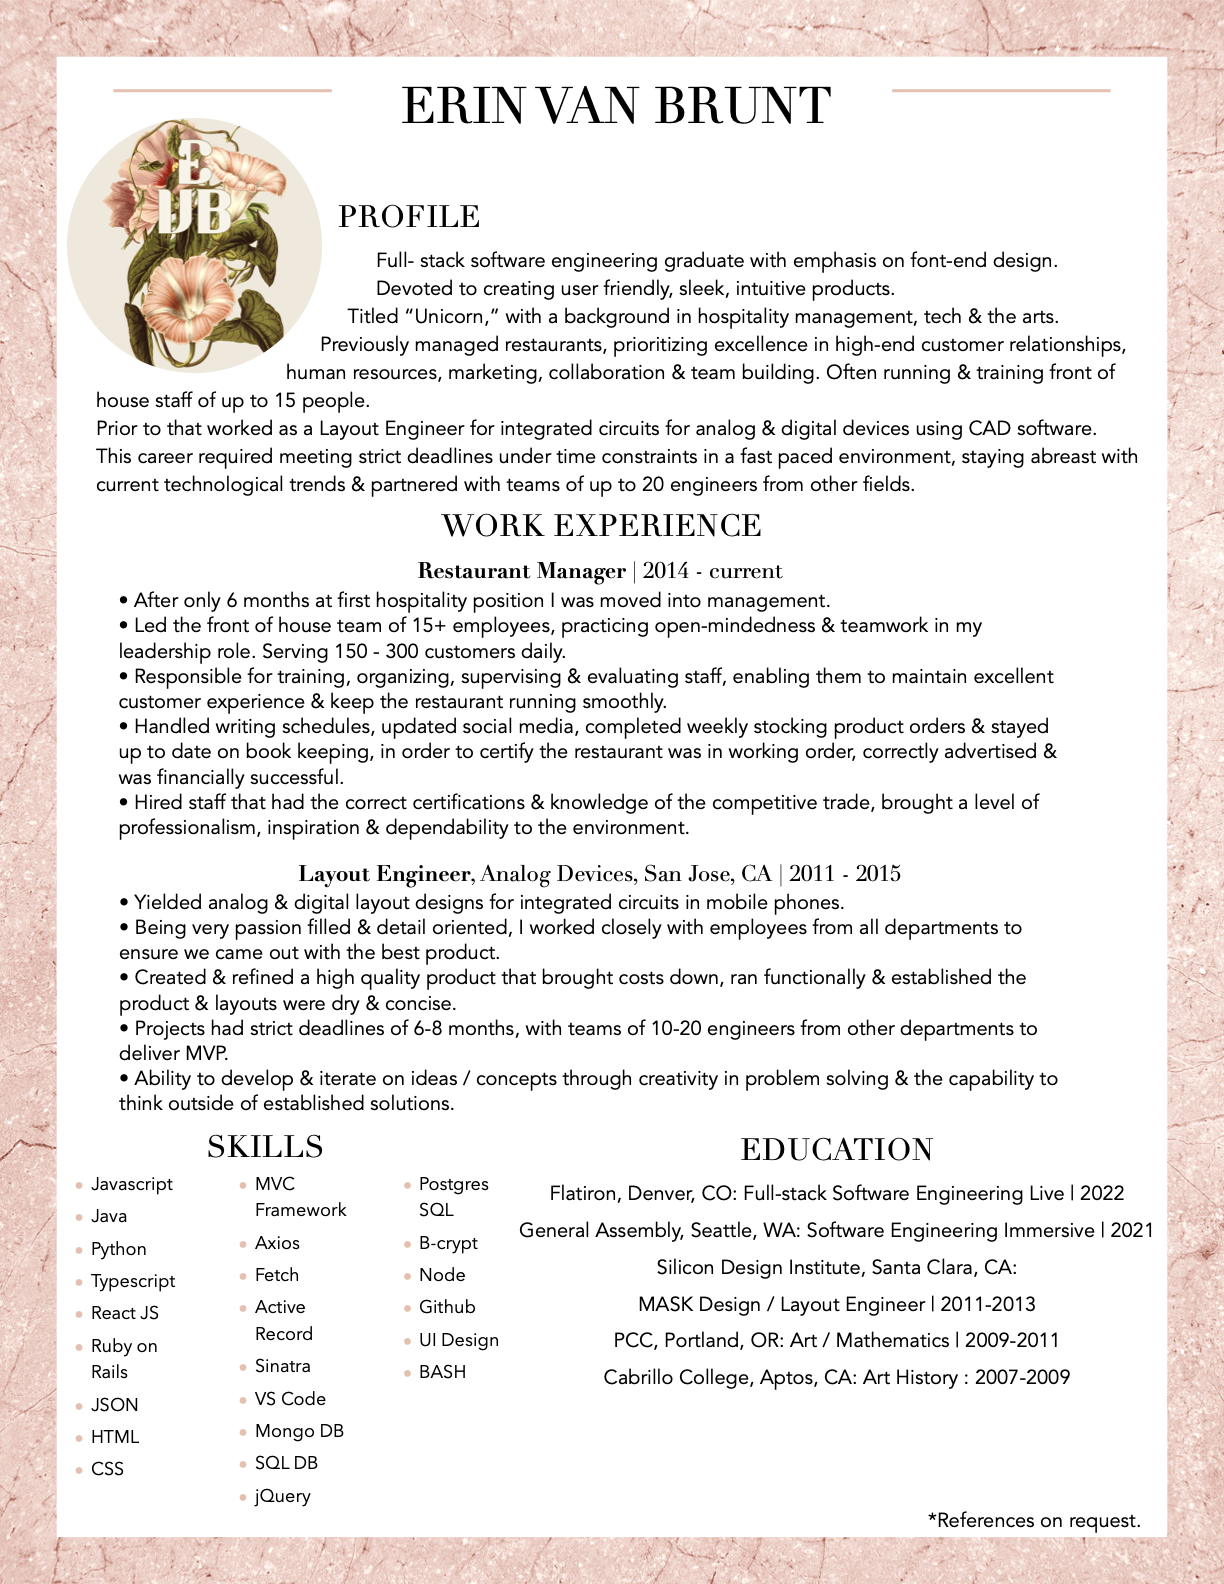 ERIN VAN BRUNT
E
VB
PROFILE
Full- stack software engineering graduate with emphasis on font-end design.
Devoted to creating user friendly, sleek, intuitive products.
Titled “Unicorn,“ with a background in hospitality management, tech & the arts.
Previously managed restaurants, prioritizing excellence in high-end customer relationships,
human resources, marketing, collaboration & team building. Often running & training front of
house staff of up to 15 people.
Prior to that worked as a Layout Engineer for integrated circuits for analog & digital devices using CAD software.
This career required meeting strict deadlines under time constraints in a fast paced environment, staying abreast with
current technological trends & partnered with teams of up to 20 engineers from other fields.
WORK EXPERIENCE
Restaurant Manager | 2014 - current
• After only 6 months at first hospitality position I was moved into management.
• Led the front of house team of 15+ employees, practicing open-mindedness & teamwork in my
leadership role. Serving 150 - 300 customers daily.
• Responsible for training, organizing, supervising & evaluating staff, enabling them to maintain excellent
customer experience & keep the restaurant running smoothly.
• Handled writing schedules, updated social media, completed weekly stocking product orders & stayed
up to date on book keeping, in order to certify the restaurant was in working order, correctly advertised &
was financially successful.
• Hired staff that had the correct certifications & knowledge of the competitive trade, brought a level of
professionalism, inspiration & dependability to the environment.
Layout Engineer, Analog Devices, San Jose, CA | 2011 - 2015
• Yielded analog & digital layout designs for integrated circuits in mobile phones.
• Being very passion filled & detail oriented, I worked closely with employees from all departments to
ensure we came out with the best product.
• Created & refined a high quality product that brought costs down, ran functionally & established the
product & layouts were dry & concise.
• Projects had strict deadlines of 6-8 months, with teams of 10-20 engineers from other departments to
deliver MVP.
• Ability to develop & iterate on ideas / concepts through creativity in problem solving & the capability to
think outside of established solutions.
SKILLS
• Javascript
• Java
• Python
• Typescript
• React JS
• Ruby on
Rails
• JSON
• HTML
• CSS
• MVC
Framework
• Axios
• Fetch
• Active
Record
• Sinatra
• VS Code
• Mongo DB
• SQL DB
• jQuery
• Postgres
SQL
• B-crypt
• Node
• Github
• UI Design
• BASH
EDUCATION
Flatiron, Denver, CO: Full-stack Software Engineering Live | 2022
General Assembly, Seattle, WA: Software Engineering Immersive | 2021
Silicon Design Institute, Santa Clara, CA:
MASK Design / Layout Engineer | 2011-2013
PCC, Portland, OR: Art / Mathematics | 2009-2011
Cabrillo College, Aptos, CA: Art History : 2007-2009
*References on request.